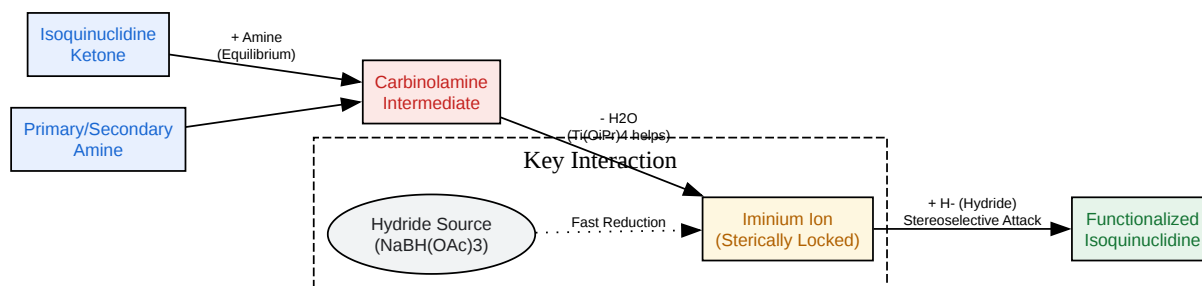 Isoquinuclidine
Ketone
+ Amine
(Equilibrium)
Primary/Secondary
Amine
Carbinolamine
Intermediate
- H2O
(Ti(OiPr)4 helps)
Key Interaction
Hydride Source
(NaBH(OAc)3)
Fast Reduction
Iminium Ion
(Sterically Locked)
+ H- (Hydride)
Stereoselective Attack
Functionalized
Isoquinuclidine